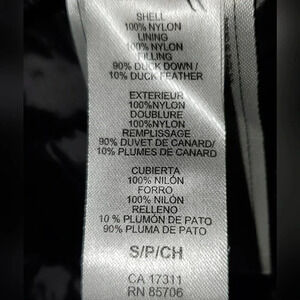 SHELL
100% NYLON
LINING
100% NYLON
FILLING
90% DUCK DOWN /
10% DUCK FEATHER
EXTERIEUR
100%NYLON
DOUBLURE
100%NYLON
REMPLISSAGE
90% DUVET DE CANARD/
10% PLUMES DE CANARD
CUBIERTA
100% NILÓN
FORRO
100% NILÓN
RELLENO
10 % PLUMÓN DE PATO
90% PLUMA DE PATO
S/P/CH
CA 17311
RN 85706